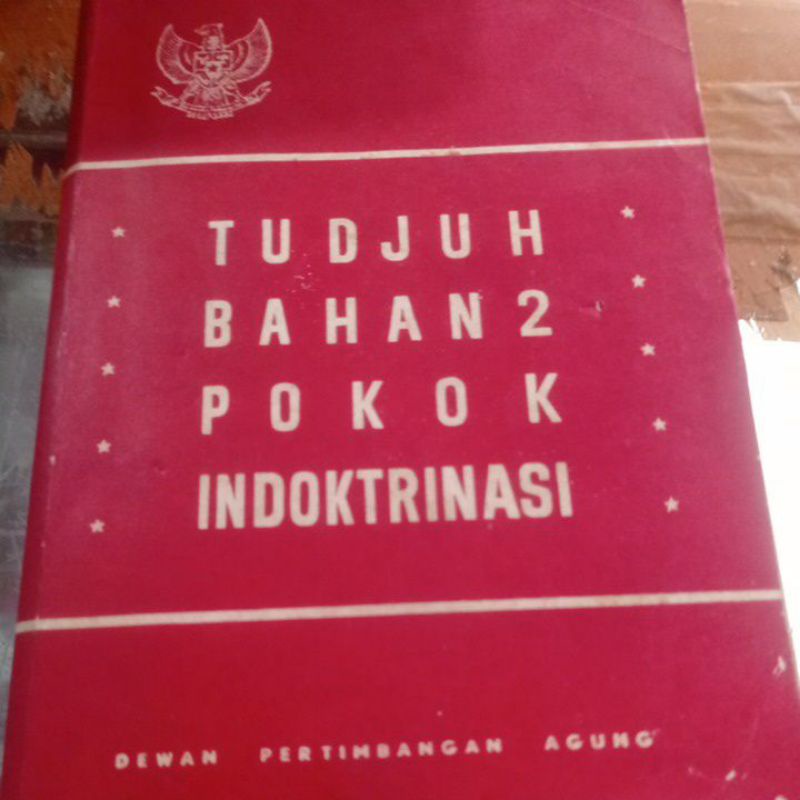 TUDJUH
BAHAN2
POKOK
INDOKTRINASI
DEWAN PERTIMBANGAN AGUNG